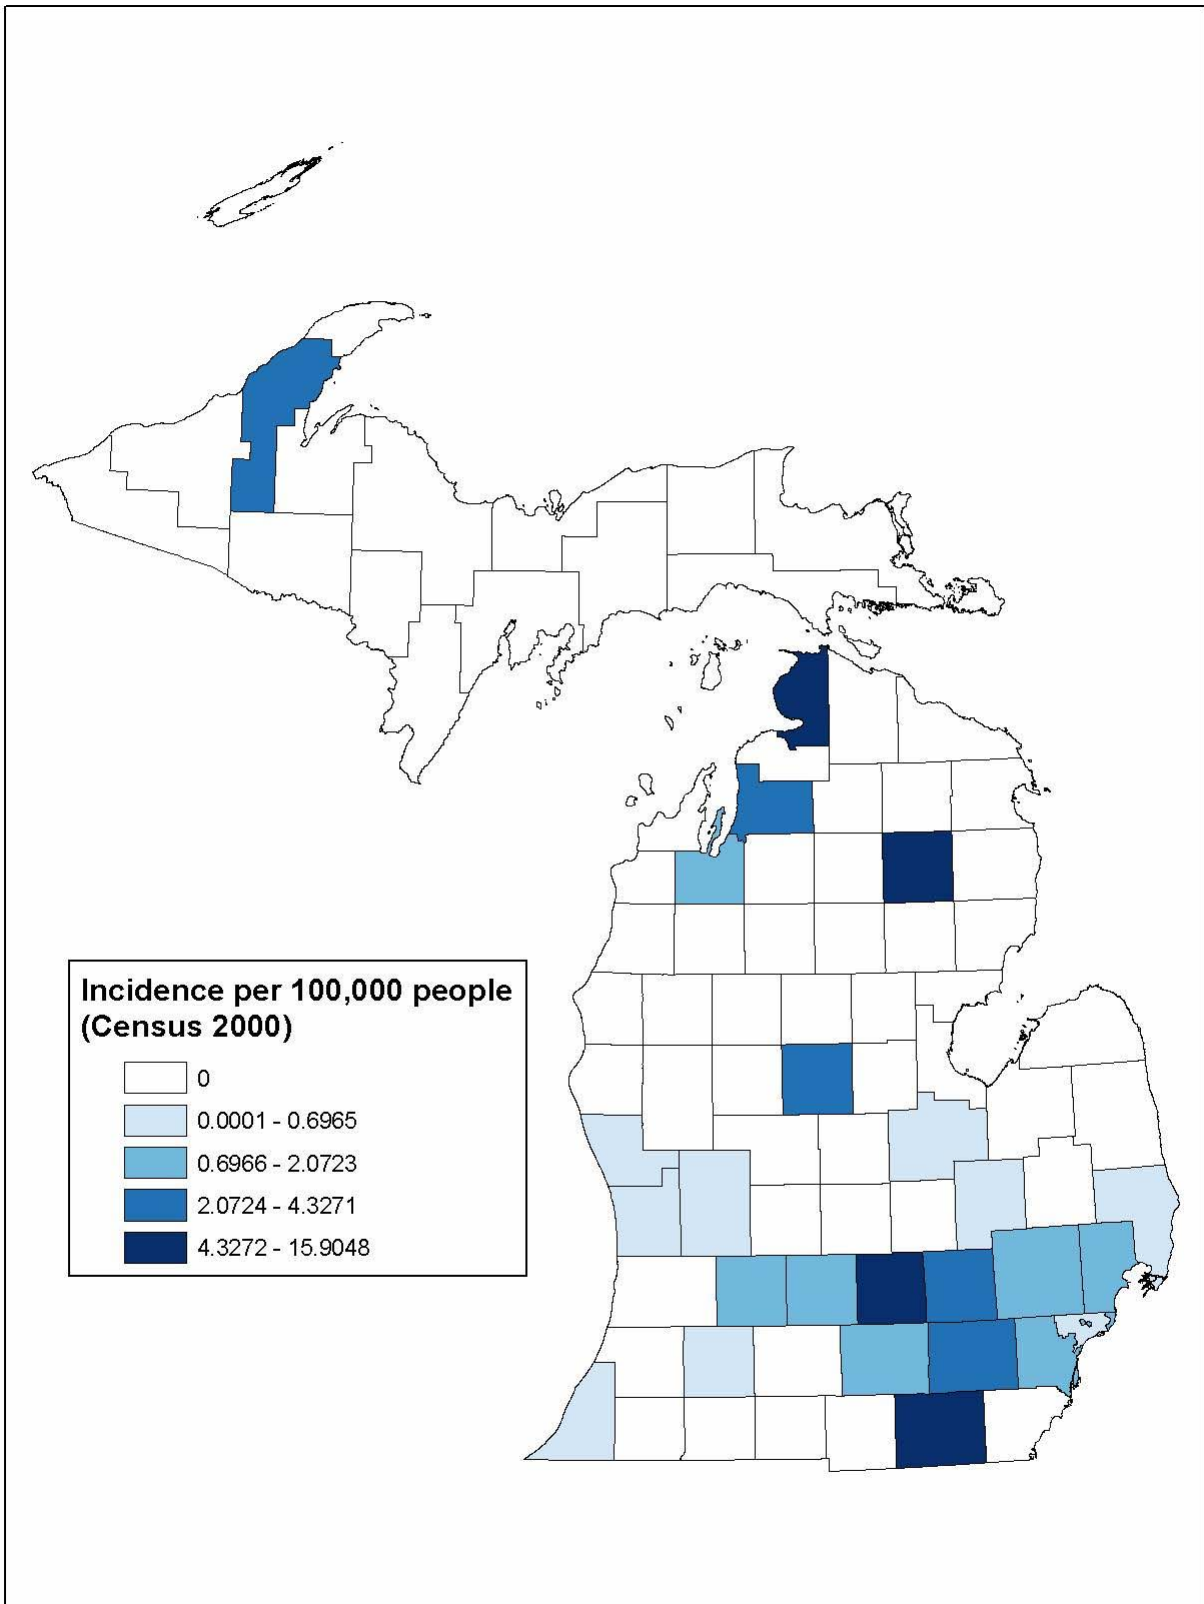 Incidence per 100,000 people
(Census 2000)
0
0.0001 - 0.6965
0.6966 - 2.0723
2.0724 - 4.3271
4.3272 - 15.9048